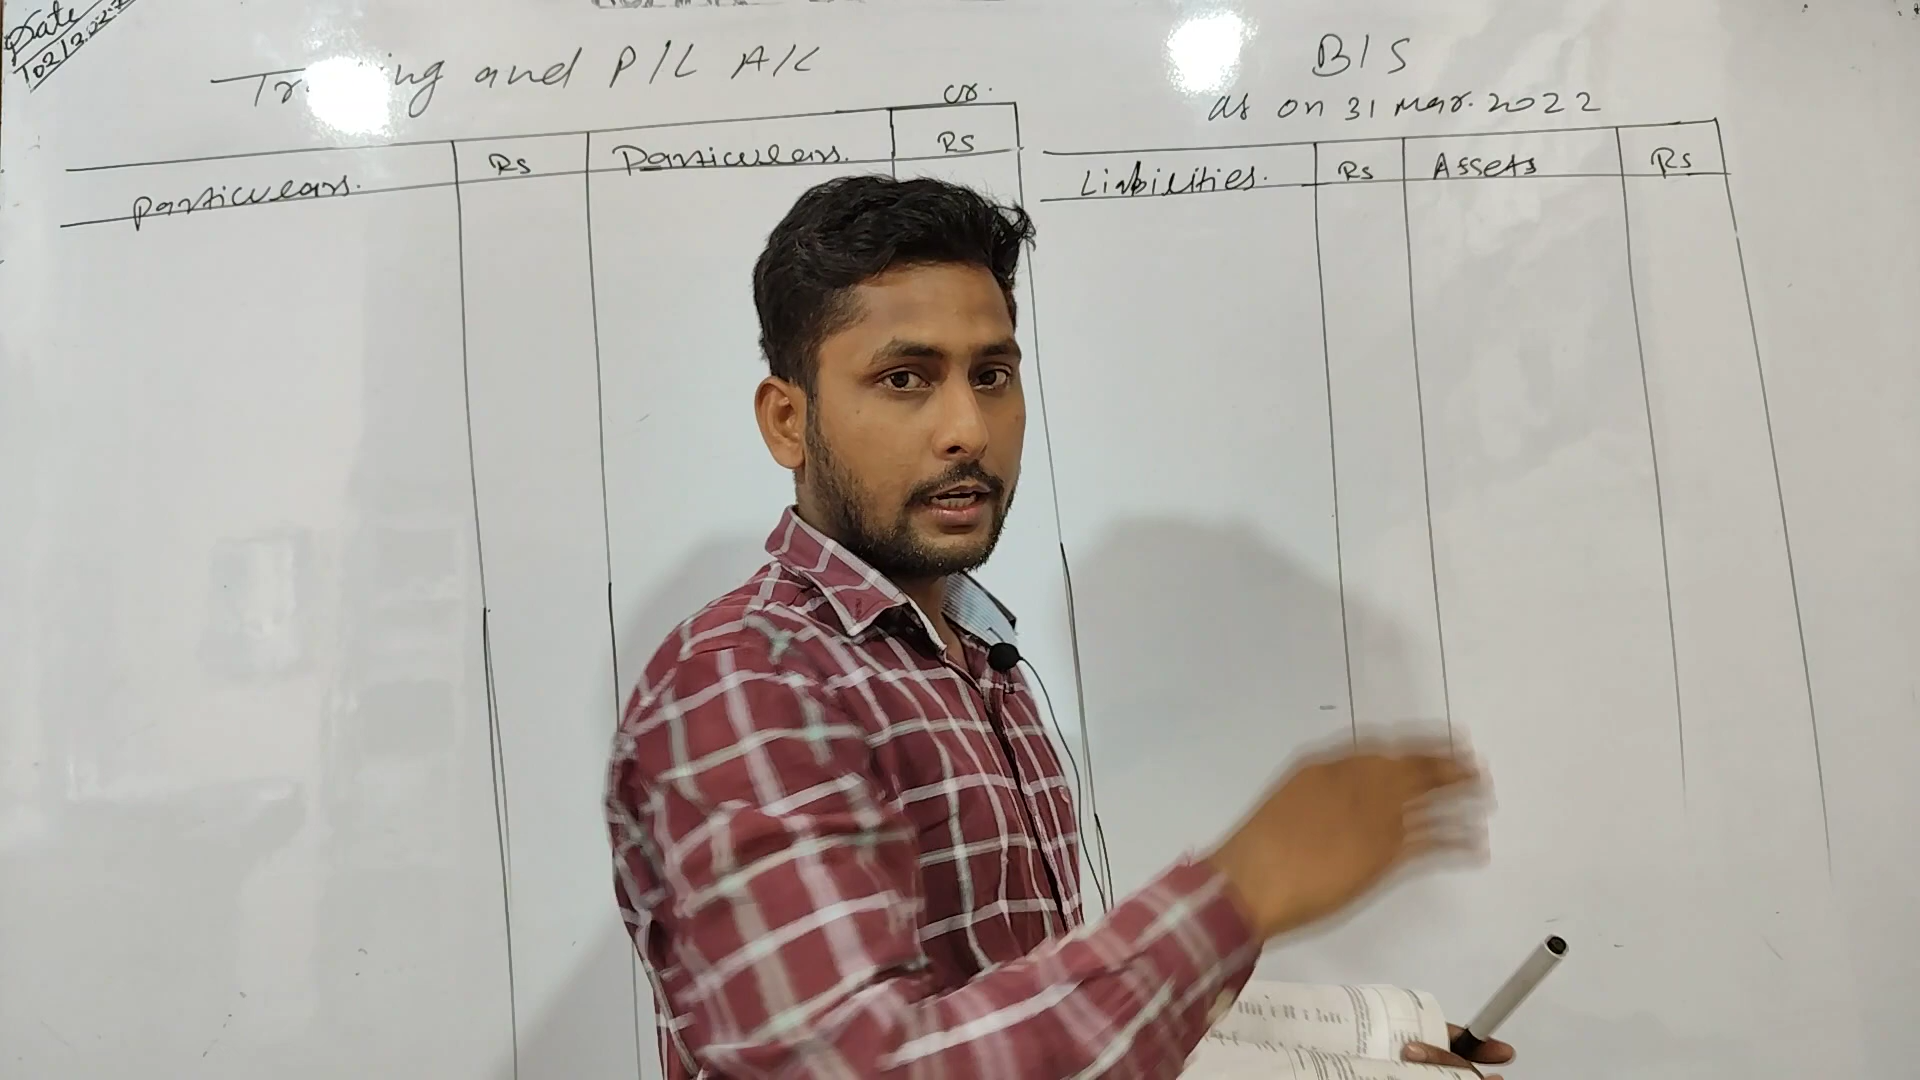 Date
Trading and P/L A/C
cr.
Particulars. Rs Particulars. Rs
B/S
as on 31 Mar. 2022
Liabilities. Rs Assets Rs